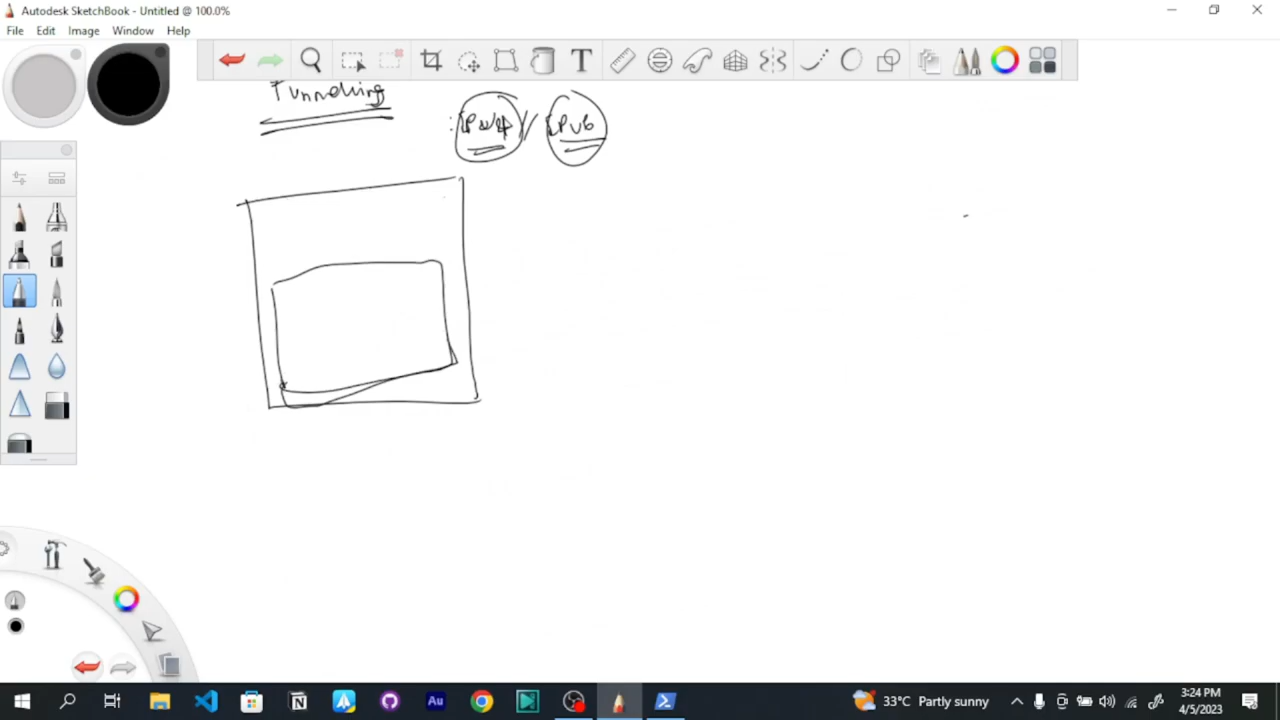 Autodesk SketchBook - Untitled @ 100.0%
File Edit Image Window Help
T
Tunneling
: IPv4 // IPv6
N
Au
33°C Partly sunny
3:24 PM
4/5/2023